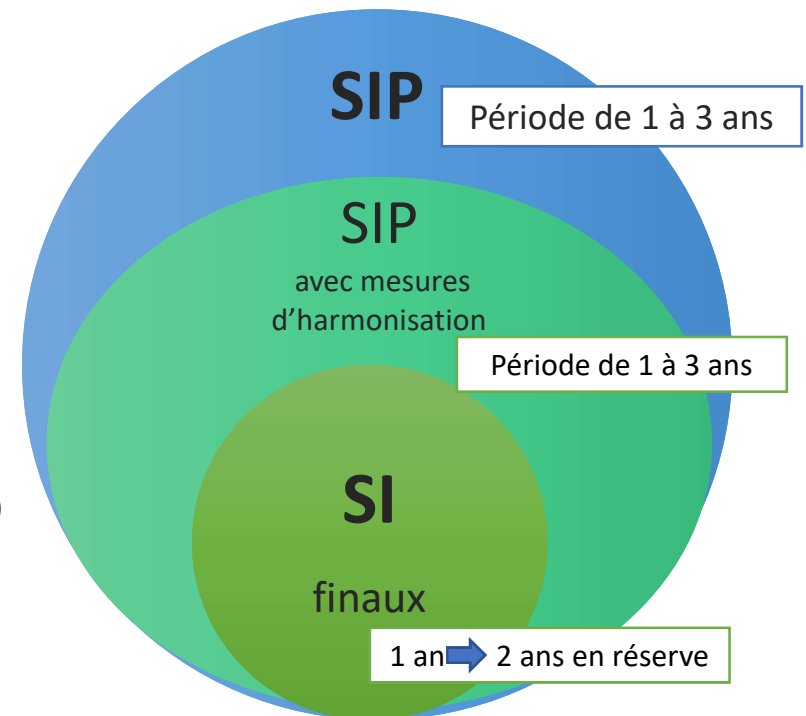 SIP
Période de 1 à 3 ans
SIP
avec mesures
d'harmonisation
Période de 1 à 3 ans
SI
finaux
1 an 2 ans en réserve
)